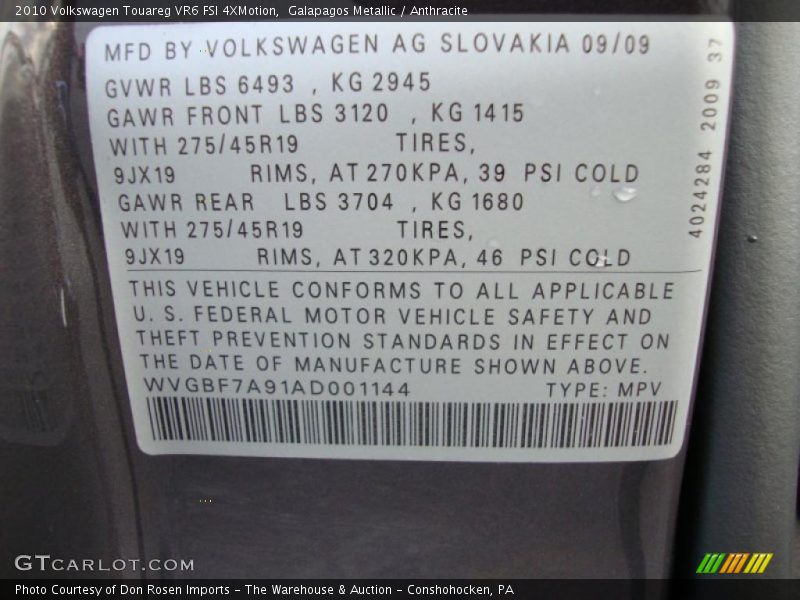 2010 Volkswagen Touareg VR6 FSI 4XMotion,  Galapagos Metallic / Anthracite
MFD BY VOLKSWAGEN AG SLOVAKIA 09/09
GVWR LBS 6493 , KG 2945
GAWR FRONT LBS 3120 , KG 1415
WITH 275/45R19 TIRES,
9JX19 RIMS, AT 270KPA, 39 PSI COLD
GAWR REAR LBS 3704 , KG 1680
WITH 275/45R19 TIRES,
9JX19 RIMS, AT 320KPA, 46 PSI COLD
THIS VEHICLE CONFORMS TO ALL APPLICABLE
U. S. FEDERAL MOTOR VEHICLE SAFETY AND
THEFT PREVENTION STANDARDS IN EFFECT ON
THE DATE OF MANUFACTURE SHOWN ABOVE.
WVGBF7A91AD001144 TYPE: MPV
4024284 2009 37
GTCARLOT.COM
Photo Courtesy of Don Rosen Imports – The Warehouse & Auction – Conshohocken, PA